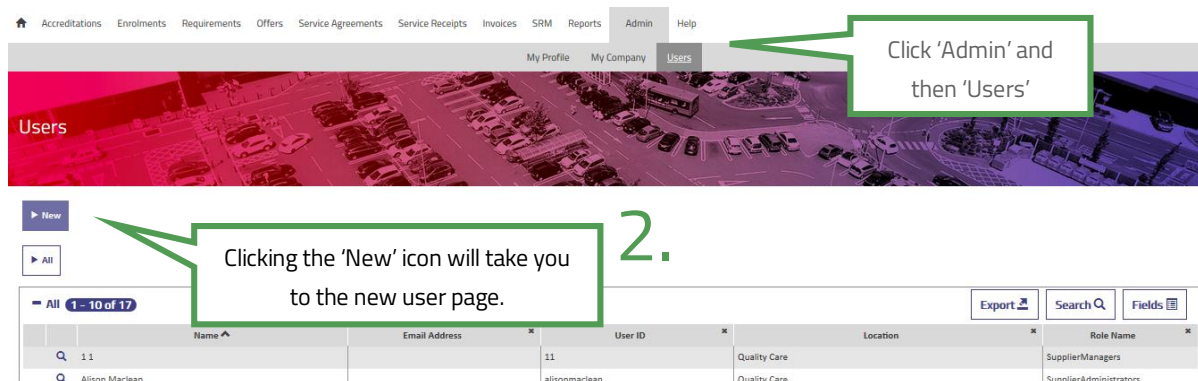 Accreditations Enrolments Requirements Offers Service Agreements Service Receipts Invoices SRM Reports Admin Help
My Profile My Company Users
Click ‘Admin’ and
then ‘Users’
Users
New
2.
Clicking the ‘New’ icon will take you
to the new user page.
All
All 1 – 10 of 17 Export Search Fields
Name Email Address User ID Location Role Name
1 1 11 Quality Care SupplierManagers
Alison Maclean alisonmaclean Quality Care SupplierAdministrators